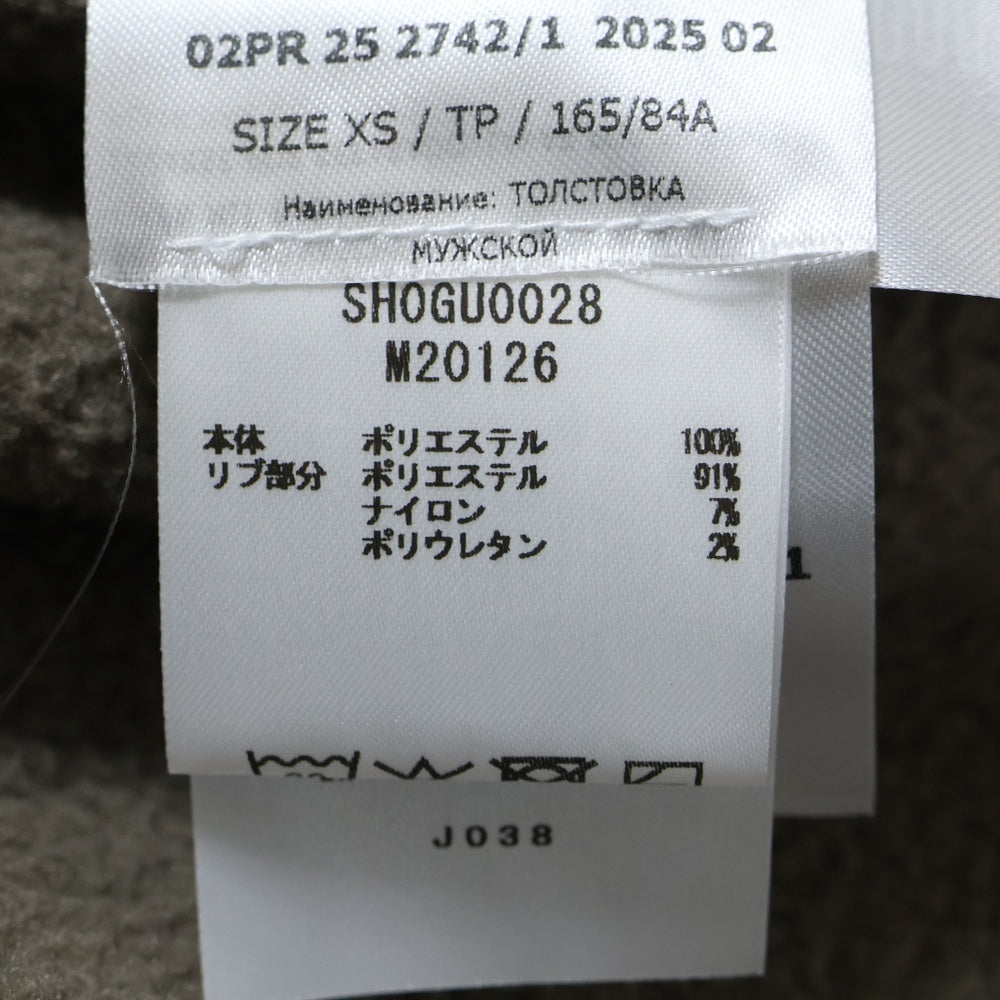 02PR 25 2742/1 2025 02
SIZE XS / TP / 165/84A
Наименование: ТОЛСТОВКА
МУЖСКОЙ
SHOGU0028
M20126
本体 ポリエステル 100%
リブ部分 ポリエステル 91%
ナイロン 7%
ポリウレタン 2%
1
J038